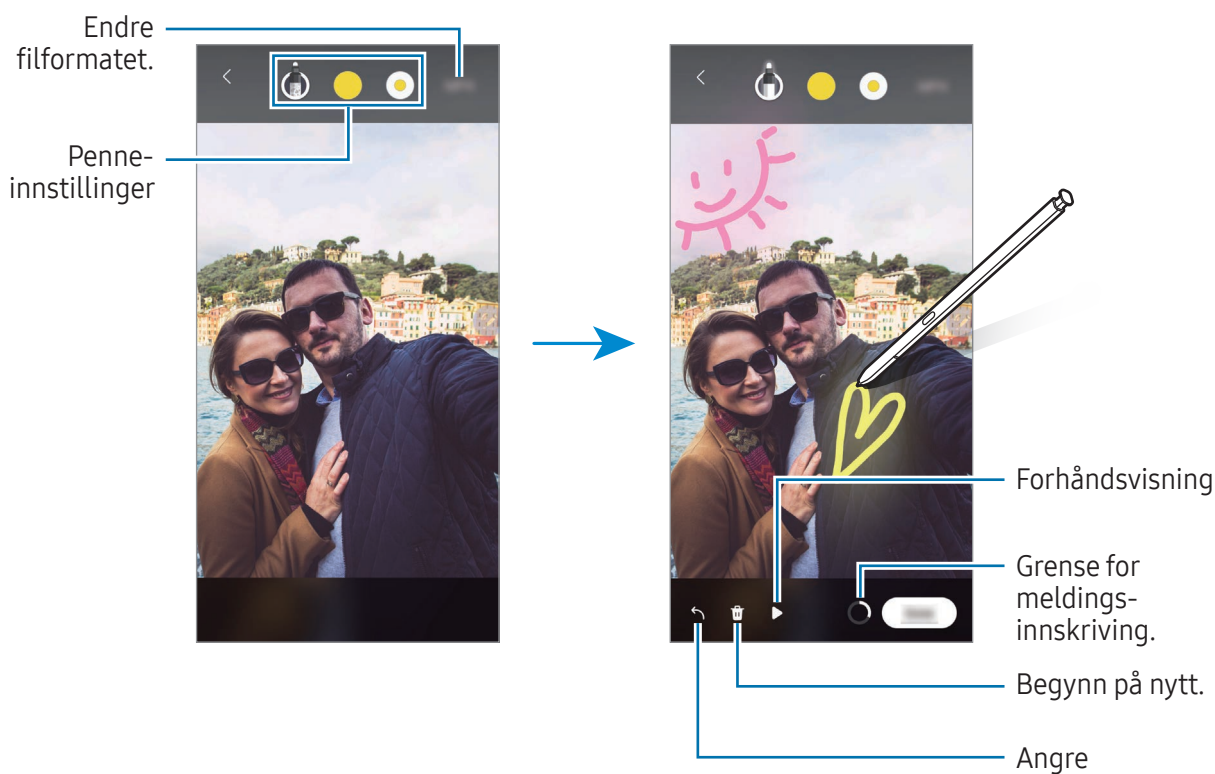 Endre
filformatet.
Penne-
innstillinger
Forhåndsvisning
Grense for
meldings-
innskriving.
Begynn på nytt.
Angre